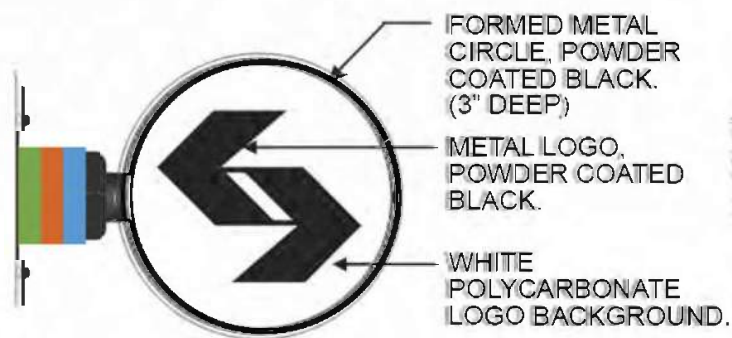 FORMED METAL
CIRCLE, POWDER
COATED BLACK.
(3" DEEP)
METAL LOGO,
POWDER COATED
BLACK.
WHITE
POLYCARBONATE
LOGO BACKGROUND.